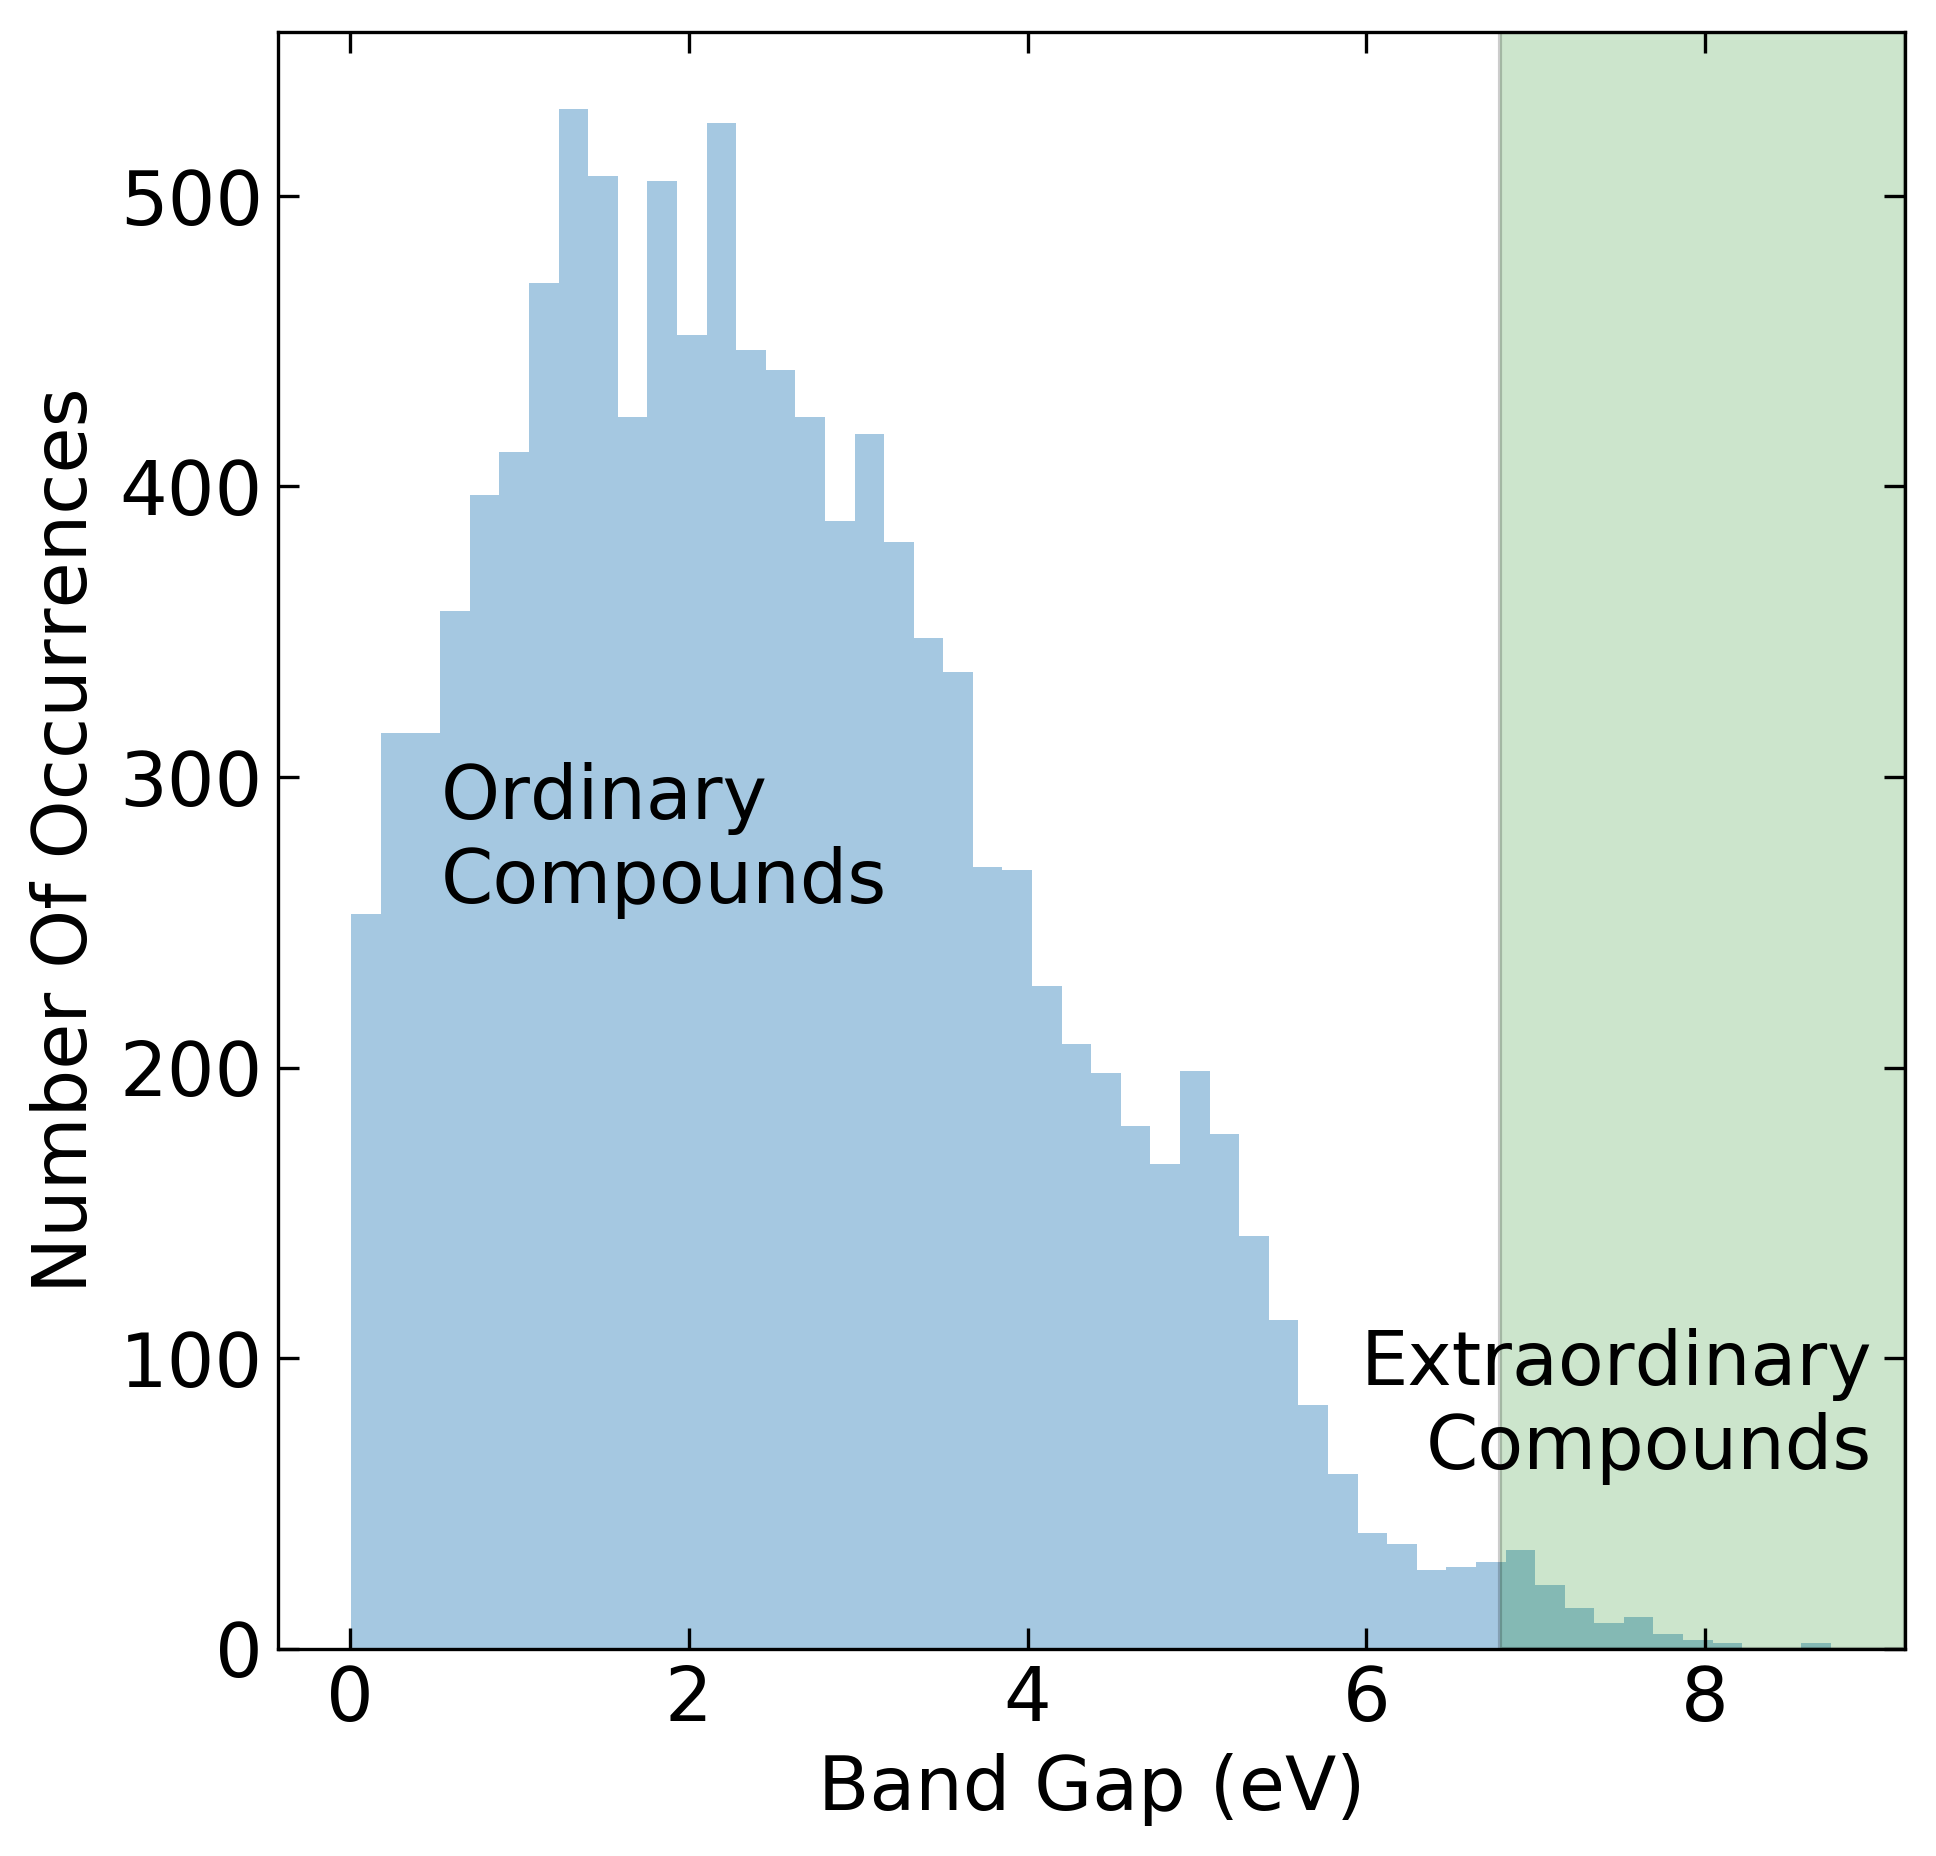 500
400
300
200
100
0
Number Of Occurrences
Ordinary
Compounds
Extraordinary
Compounds
0 2 4 6 8
Band Gap (eV)